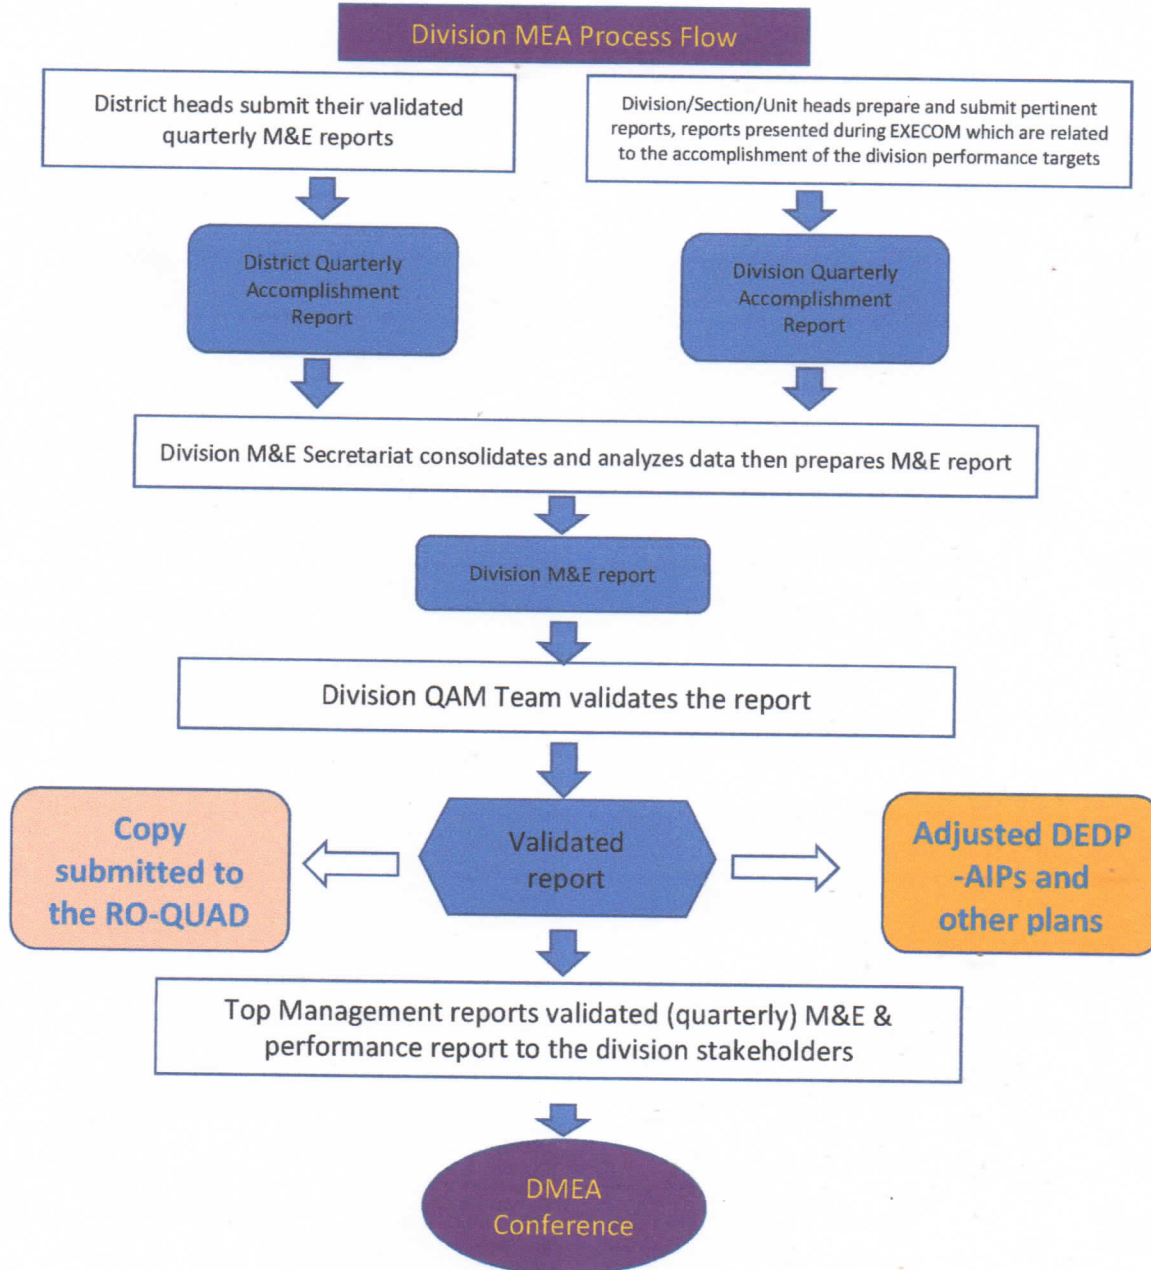 Division MEA Process Flow
District heads submit their validated
quarterly M&E reports
Division/Section/Unit heads prepare and submit pertinent
reports, reports presented during EXECOM which are related
to the accomplishment of the division performance targets
District Quarterly
Accomplishment
Report
Division Quarterly
Accomplishment
Report
Division M&E Secretariat consolidates and analyzes data then prepares M&E report
Division M&E report
Division QAM Team validates the report
Copy
submitted to
the RO-QUAD
Validated
report
Adjusted DEDP
-AIPs and
other plans
Top Management reports validated (quarterly) M&E &
performance report to the division stakeholders
DMEA
Conference